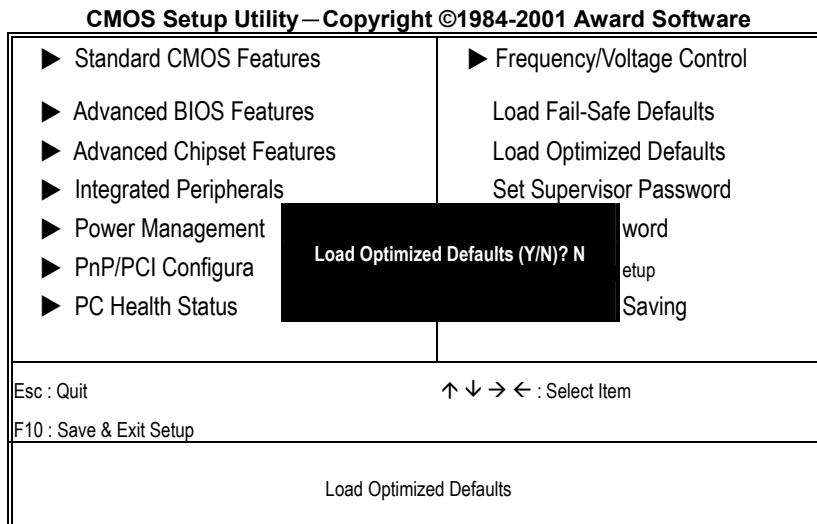 CMOS Setup Utility－Copyright ©1984-2001 Award Software
▶ Standard CMOS Features
▶ Advanced BIOS Features
▶ Advanced Chipset Features
▶ Integrated Peripherals
▶ Power Management
▶ PnP/PCI Configura
▶ PC Health Status
▶ Frequency/Voltage Control
Load Fail-Safe Defaults
Load Optimized Defaults
Set Supervisor Password
word
etup
Saving
Load Optimized Defaults (Y/N)? N
Esc : Quit
↑ ↓ → ← : Select Item
F10 : Save & Exit Setup
Load Optimized Defaults